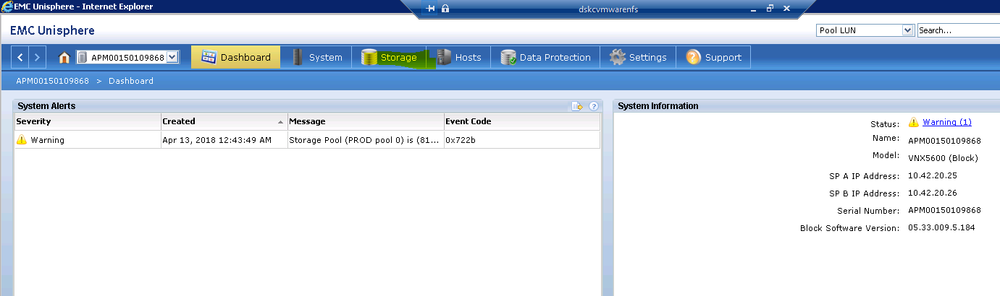 EMC Unisphere - Internet Explorer
dskcvmwarenfs
EMC Unisphere
Pool LUN
Search...
APM00150109868
Dashboard
System
Storage
Hosts
Data Protection
Settings
Support
APM00150109868 > Dashboard
System Alerts
Severity Created Message Event Code
Warning Apr 13, 2018 12:43:49 AM Storage Pool (PROD pool 0) is (81... 0x722b
System Information
Status: Warning (1)
Name: APM00150109868
Model: VNX5600 (Block)
SP A IP Address: 10.42.20.25
SP B IP Address: 10.42.20.26
Serial Number: APM00150109868
Block Software Version: 05.33.009.5.184